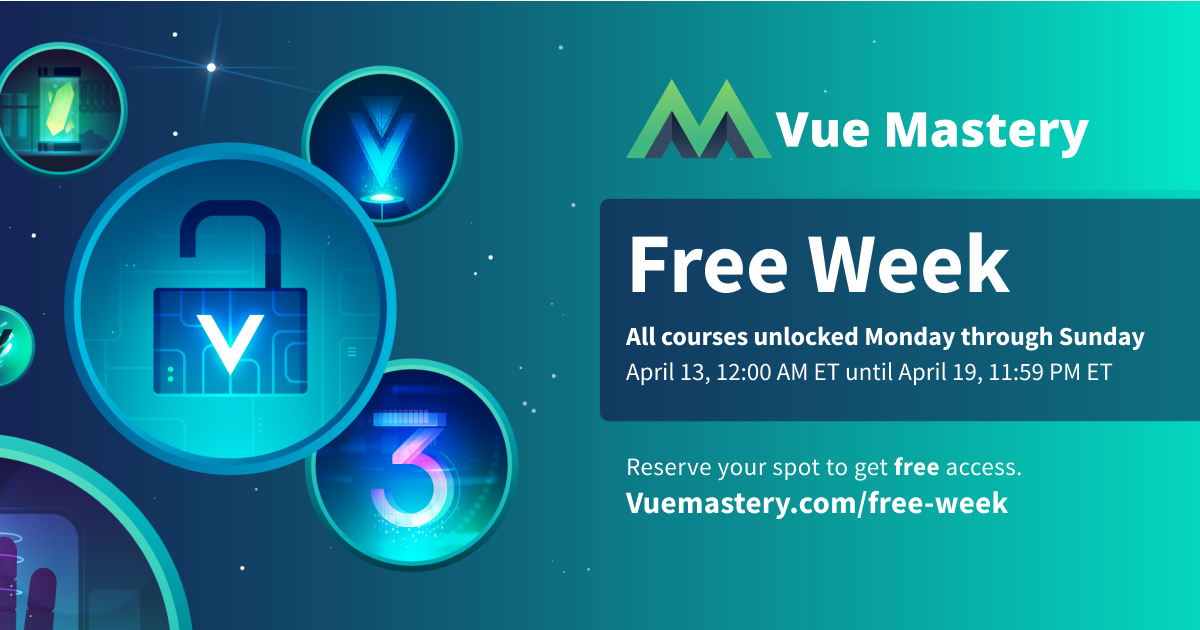 Vue Mastery
Free Week
All courses unlocked Monday through Sunday
April 13, 12:00 AM ET until April 19, 11:59 PM ET
Reserve your spot to get free access.
Vuemastery.com/free-week
V
3